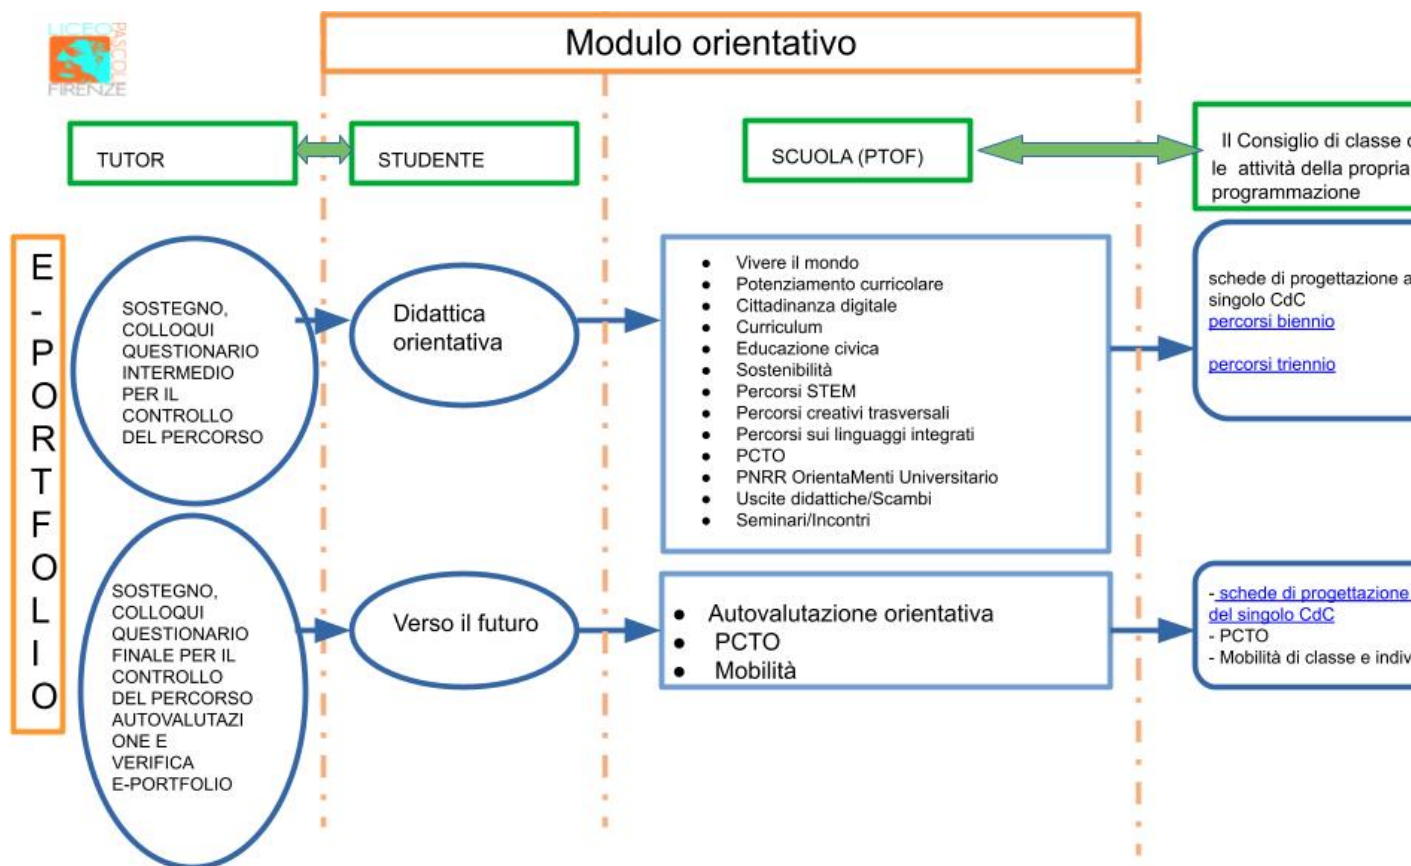 LICEO
PASCOLI
FIRENZE
Modulo orientativo
TUTOR
STUDENTE
SCUOLA (PTOF)
Il Consiglio di classe
le attività della propria
programmazione
E
-
P
O
R
T
F
O
L
I
O
SOSTEGNO,
COLLOQUI
QUESTIONARIO
INTERMEDIO
PER IL
CONTROLLO
DEL PERCORSO
Didattica
orientativa
● Vivere il mondo
● Potenziamento curricolare
● Cittadinanza digitale
● Curriculum
● Educazione civica
● Sostenibilità
● Percorsi STEM
● Percorsi creativi trasversali
● Percorsi sui linguaggi integrati
● PCTO
● PNRR OrientaMenti Universitario
● Uscite didattiche/Scambi
● Seminari/Incontri
schede di progettazione
singolo CdC
percorsi biennio
percorsi triennio
SOSTEGNO,
COLLOQUI
QUESTIONARIO
FINALE PER IL
CONTROLLO
DEL PERCORSO
AUTOVALUTAZI
ONE E
VERIFICA
E-PORTFOLIO
Verso il futuro
● Autovalutazione orientativa
● PCTO
● Mobilità
- schede di progettazione
del singolo CdC
- PCTO
- Mobilità di classe e indiv